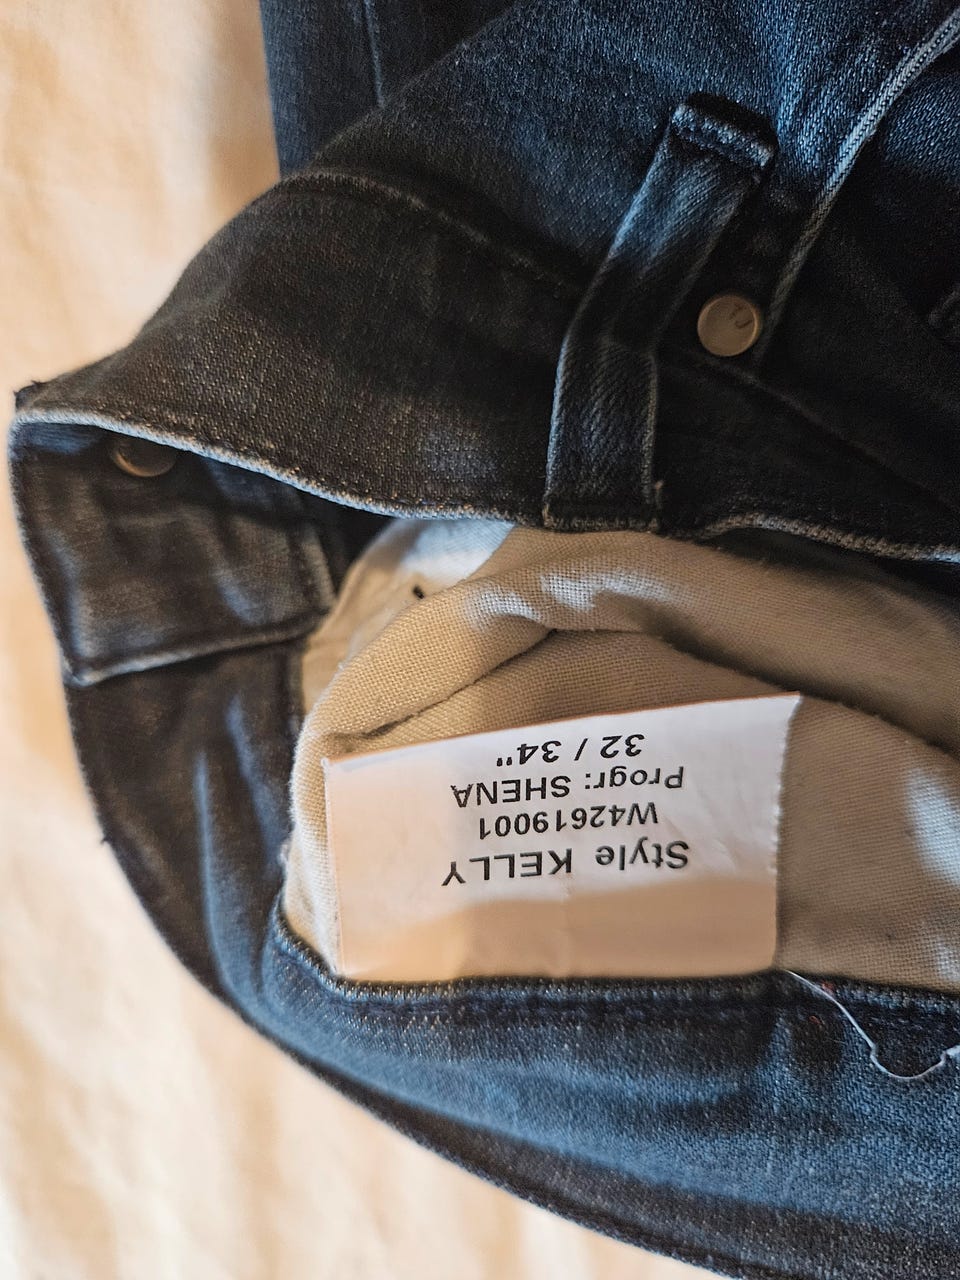 Style KELLY
W42619001
Progr: SHENA
32 / 34"